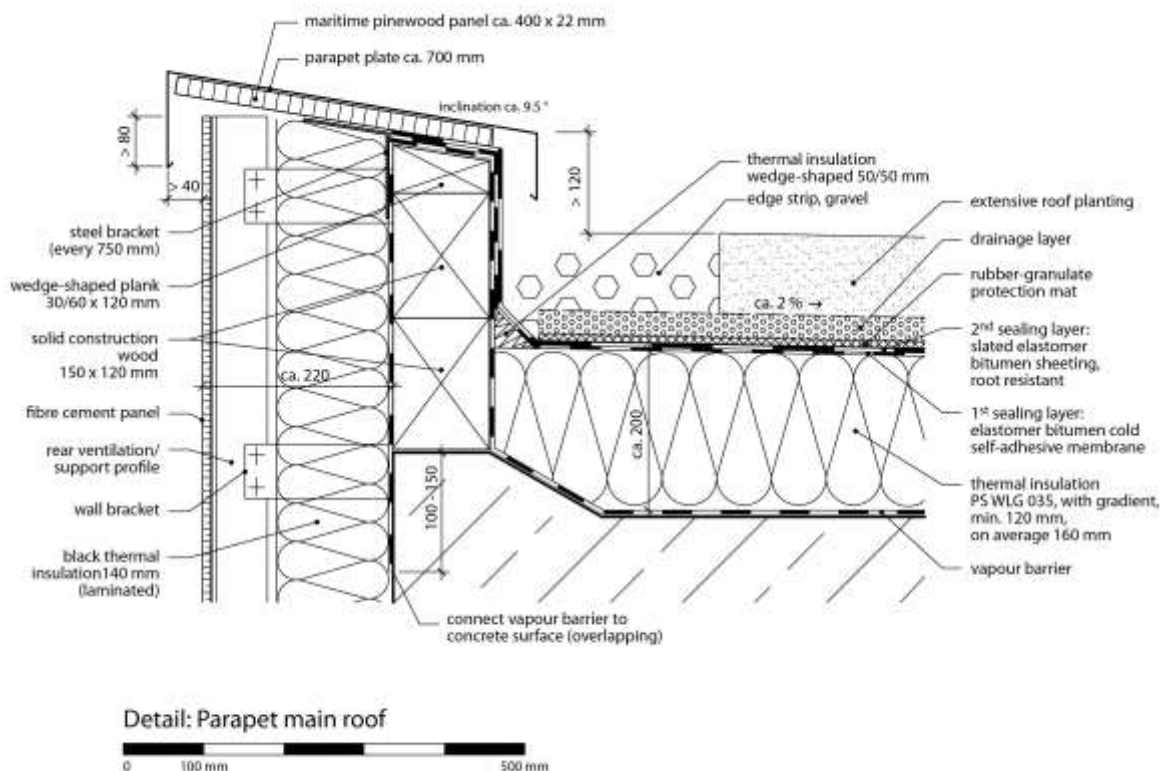 maritime pinewood panel ca. 400 x 22 mm
parapet plate ca. 700 mm
inclination ca. 9.5 °
> 80
> 40
> 120
thermal insulation
wedge-shaped 50/50 mm
edge strip, gravel
extensive roof planting
drainage layer
rubber-granulate
protection mat
2nd sealing layer:
slated elastomer
bitumen sheeting,
root resistant
1st sealing layer:
elastomer bitumen cold
self-adhesive membrane
thermal insulation
PS WLG 035, with gradient,
min. 120 mm,
on average 160 mm
vapour barrier
steel bracket
(every 750 mm)
wedge-shaped plank
30/60 x 120 mm
solid construction
wood
150 x 120 mm
fibre cement panel
rear ventilation/
support profile
wall bracket
black thermal
insulation140 mm
(laminated)
ca. 220
ca. 2 % →
ca. 200
100 -150
connect vapour barrier to
concrete surface (overlapping)
Detail: Parapet main roof
0 100 mm 500 mm